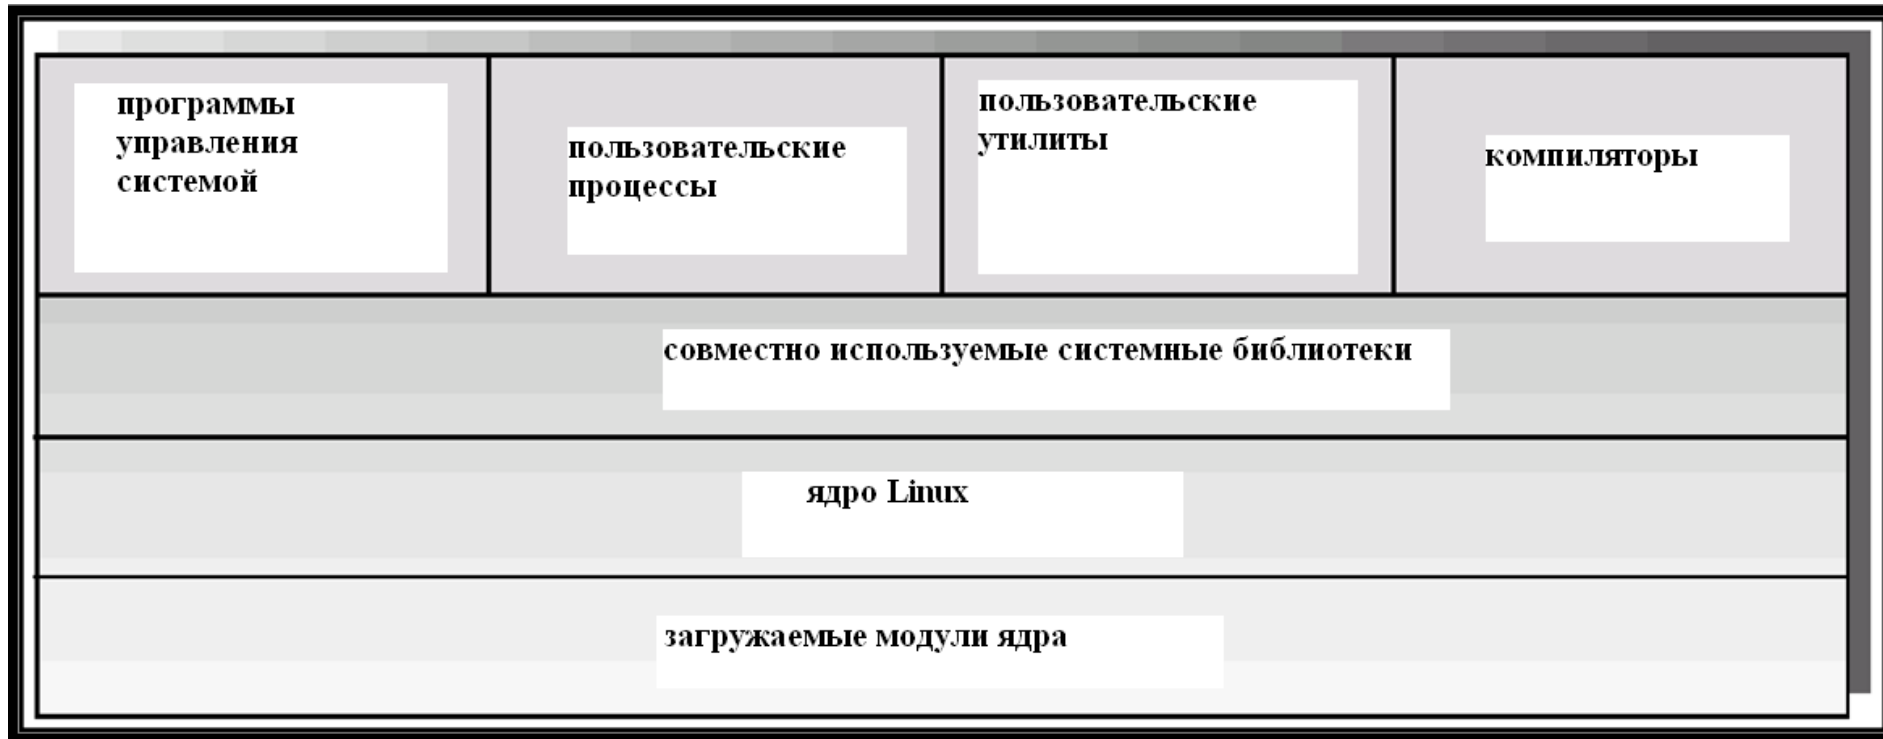 программы
управления
системой
пользовательские
процессы
пользовательские
утилиты
компиляторы
совместно используемые системные библиотеки
ядро Linux
загружаемые модули ядра